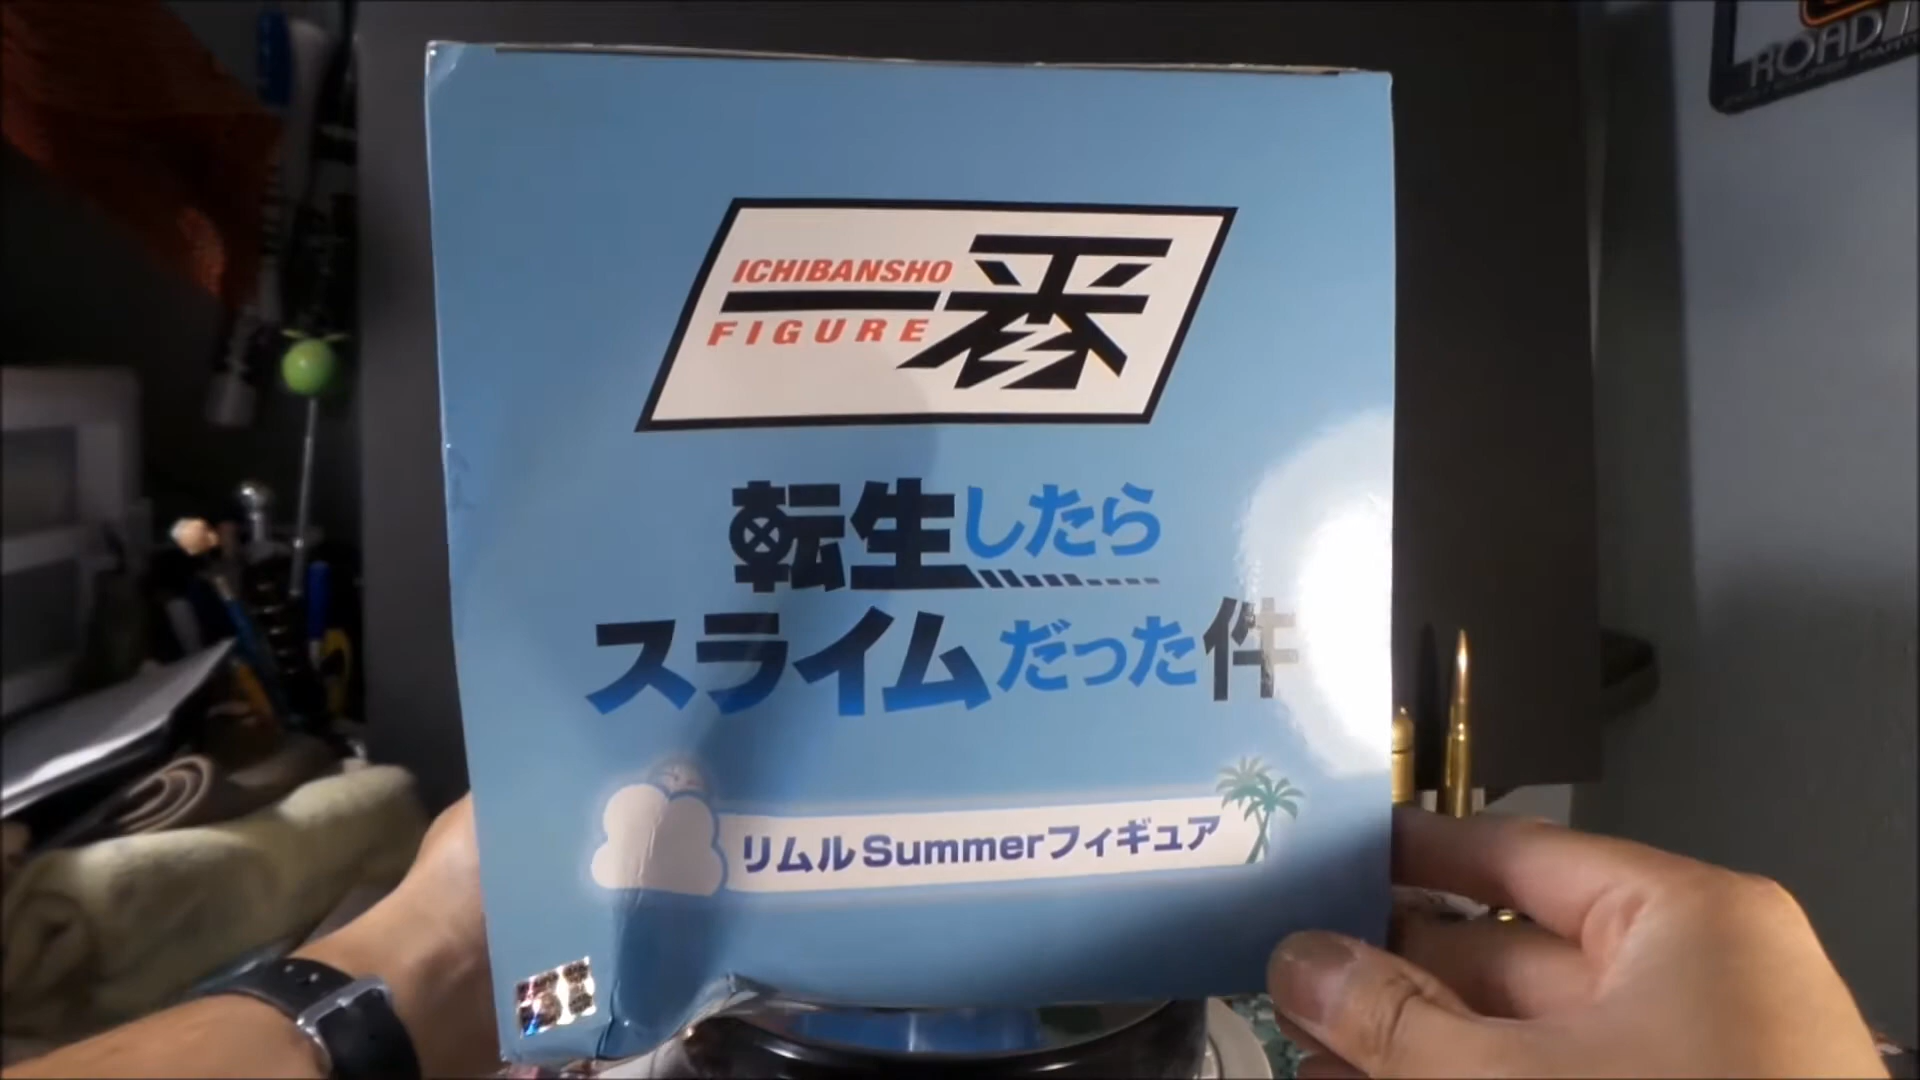 ICHIBANSHO
一番
FIGURE
転生したら
スライムだった件
リムルSummerフィギュア
ROAD